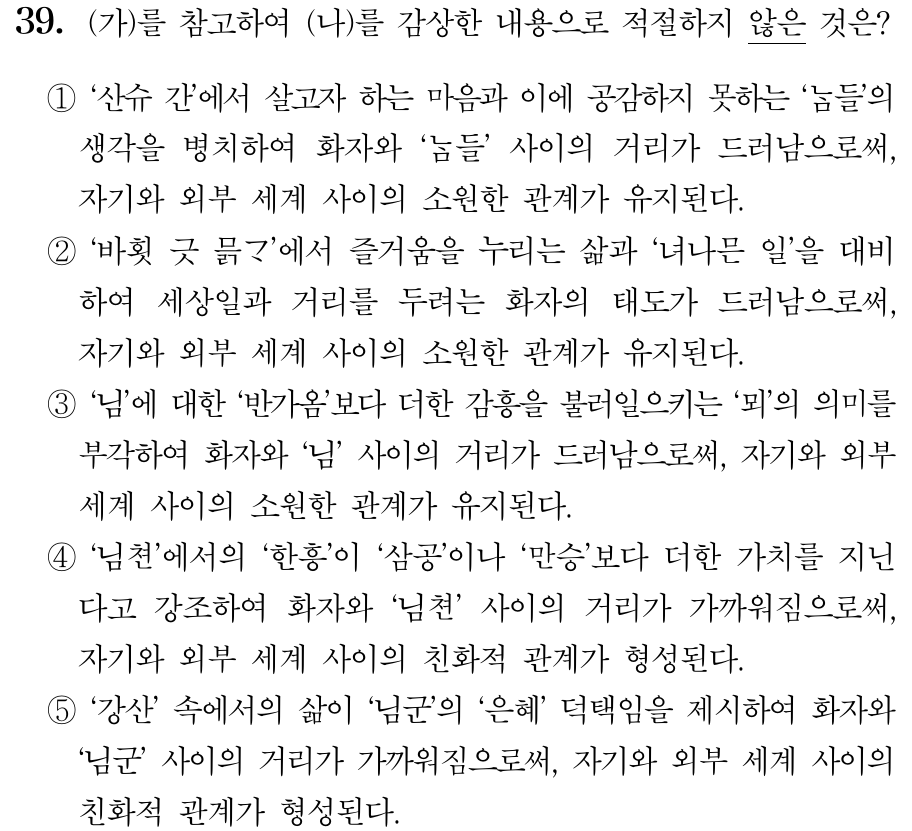 39. (가)를 참고하여 (나)를 감상한 내용으로 적절하지 않은 것은?
① ‘산슈 간’에서 살고자 하는 마음과 이에 공감하지 못하는 ‘ᄂᆞᆷ들’의
생각을 병치하여 화자와 ‘ᄂᆞᆷ들’ 사이의 거리가 드러남으로써,
자기와 외부 세계 사이의 소원한 관계가 유지된다.
② ‘바횟 긋 믉ᄀᆞ’에서 즐거움을 누리는 삶과 ‘녀나믄 일’을 대비
하여 세상일과 거리를 두려는 화자의 태도가 드러남으로써,
자기와 외부 세계 사이의 소원한 관계가 유지된다.
③ ‘님’에 대한 ‘반가옴’보다 더한 감흥을 불러일으키는 ‘뫼’의 의미를
부각하여 화자와 ‘님’ 사이의 거리가 드러남으로써, 자기와 외부
세계 사이의 소원한 관계가 유지된다.
④ ‘님쳔’에서의 ‘한흥’이 ‘삼공’이나 ‘만승’보다 더한 가치를 지닌
다고 강조하여 화자와 ‘님쳔’ 사이의 거리가 가까워짐으로써,
자기와 외부 세계 사이의 친화적 관계가 형성된다.
⑤ ‘강산’ 속에서의 삶이 ‘님군’의 ‘은혜’ 덕택임을 제시하여 화자와
‘님군’ 사이의 거리가 가까워짐으로써, 자기와 외부 세계 사이의
친화적 관계가 형성된다.